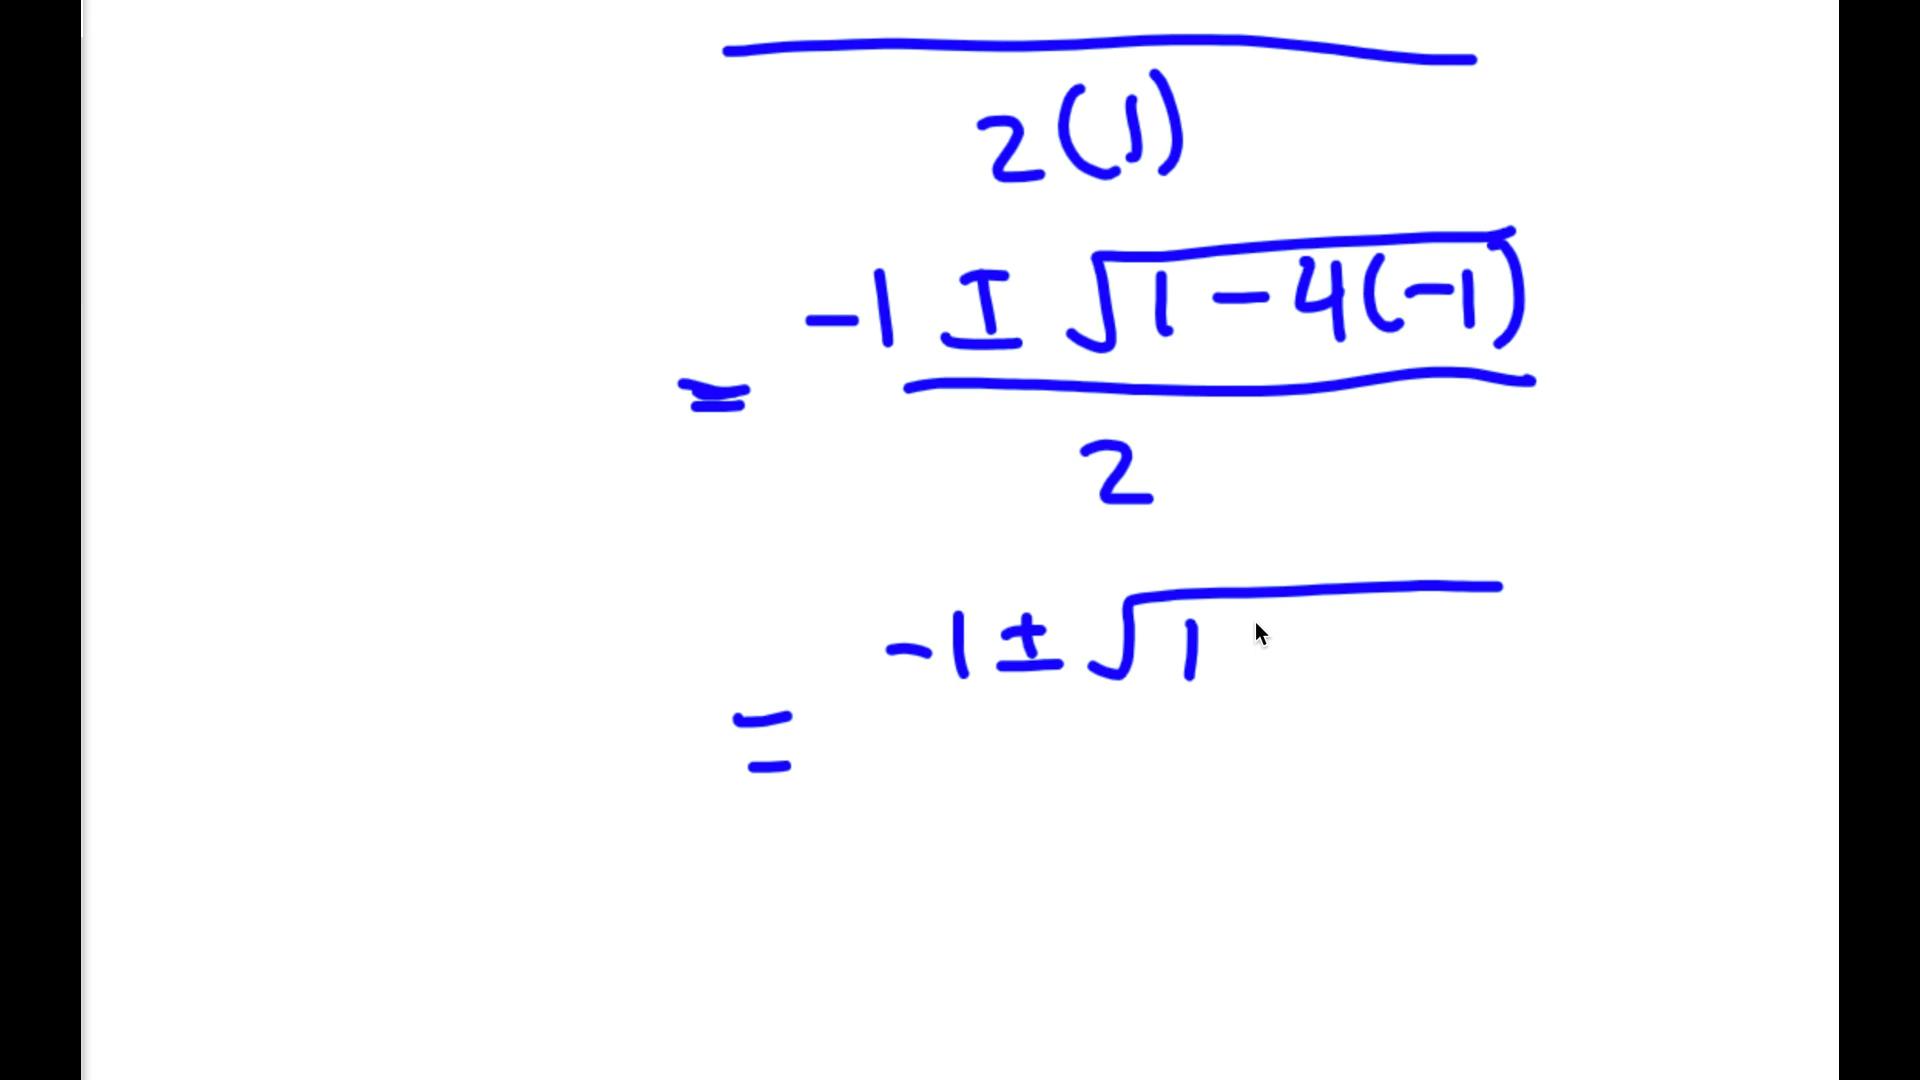 2(1)
-1 ± √1 - 4(-1)
=
2
-1 ± √1
=